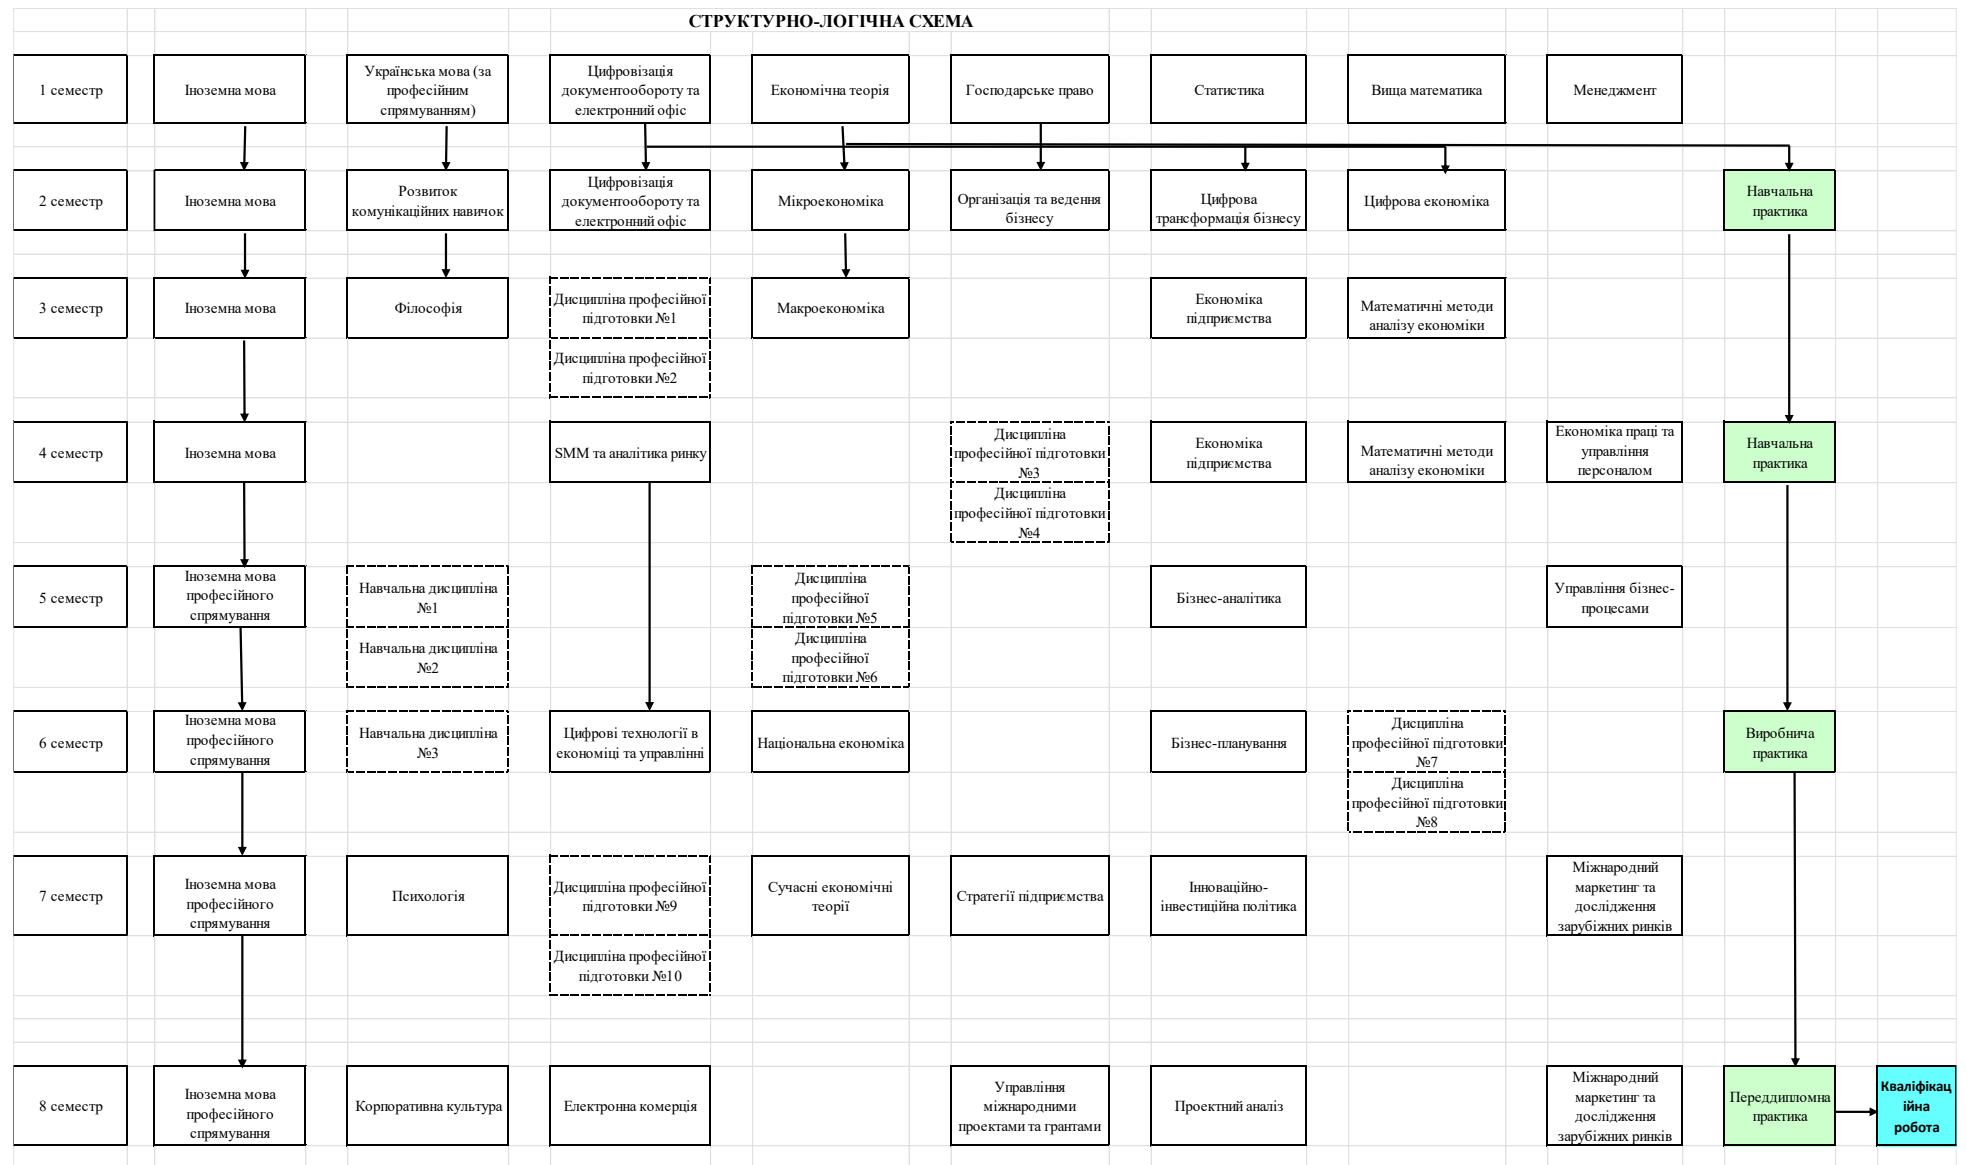 СТРУКТУРНО-ЛОГІЧНА СХЕМА
1 семестр
Іноземна мова
Українська мова (за
професійним
спрямуванням)
Цифровізація
документообороту та
електронний офіс
Економічна теорія
Господарське право
Статистика
Вища математика
Менеджмент
2 семестр
Іноземна мова
Розвиток
комунікаційних навичок
Цифровізація
документообороту та
електронний офіс
Мікроекономіка
Організація та ведення
бізнесу
Цифрова
трансформація бізнесу
Цифрова економіка
Навчальна
практика
3 семестр
Іноземна мова
Філософія
Дисципліна професійної
підготовки №1
Дисципліна професійної
підготовки №2
Макроекономіка
Економіка
підприємства
Математичні методи
аналізу економіки
4 семестр
Іноземна мова
SMM та аналітика ринку
Дисципліна
професійної підготовки
№3
Дисципліна
професійної підготовки
№4
Економіка
підприємства
Математичні методи
аналізу економіки
Економіка праці та
управління
персоналом
Навчальна
практика
5 семестр
Іноземна мова
професійного
спрямування
Навчальна дисципліна
№1
Навчальна дисципліна
№2
Дисципліна
професійної
підготовки №5
Дисципліна
професійної
підготовки №6
Бізнес-аналітика
Управління бізнес-
процесами
6 семестр
Іноземна мова
професійного
спрямування
Навчальна дисципліна
№3
Цифрові технології в
економіці та управлінні
Національна економіка
Бізнес-планування
Дисципліна
професійної підготовки
№7
Дисципліна
професійної підготовки
№8
Виробнича
практика
7 семестр
Іноземна мова
професійного
спрямування
Психологія
Дисципліна професійної
підготовки №9
Дисципліна професійної
підготовки №10
Сучасні економічні
теорії
Стратегії підприємства
Інноваційно-
інвестиційна політика
Міжнародний
маркетинг та
дослідження
зарубіжних ринків
8 семестр
Іноземна мова
професійного
спрямування
Корпоративна культура
Електронна комерція
Управління
міжнародними
проектами та грантами
Проектний аналіз
Міжнародний
маркетинг та
дослідження
зарубіжних ринків
Переддипломна
практика
Кваліфікац
ійна
робота